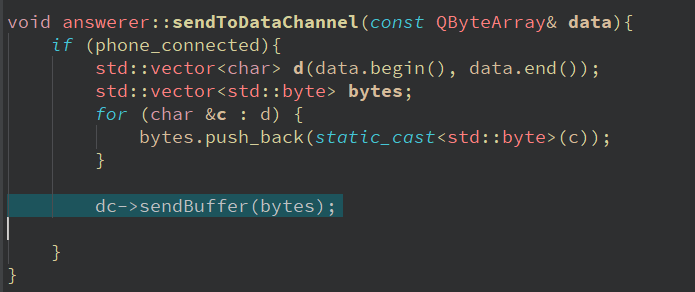 void answerer::sendToDataChannel(const QByteArray& data){
    if (phone_connected){
        std::vector<char> d(data.begin(), data.end());
        std::vector<std::byte> bytes;
        for (char &c : d) {
            bytes.push_back(static_cast<std::byte>(c));
        }
        dc->sendBuffer(bytes);
    }
}